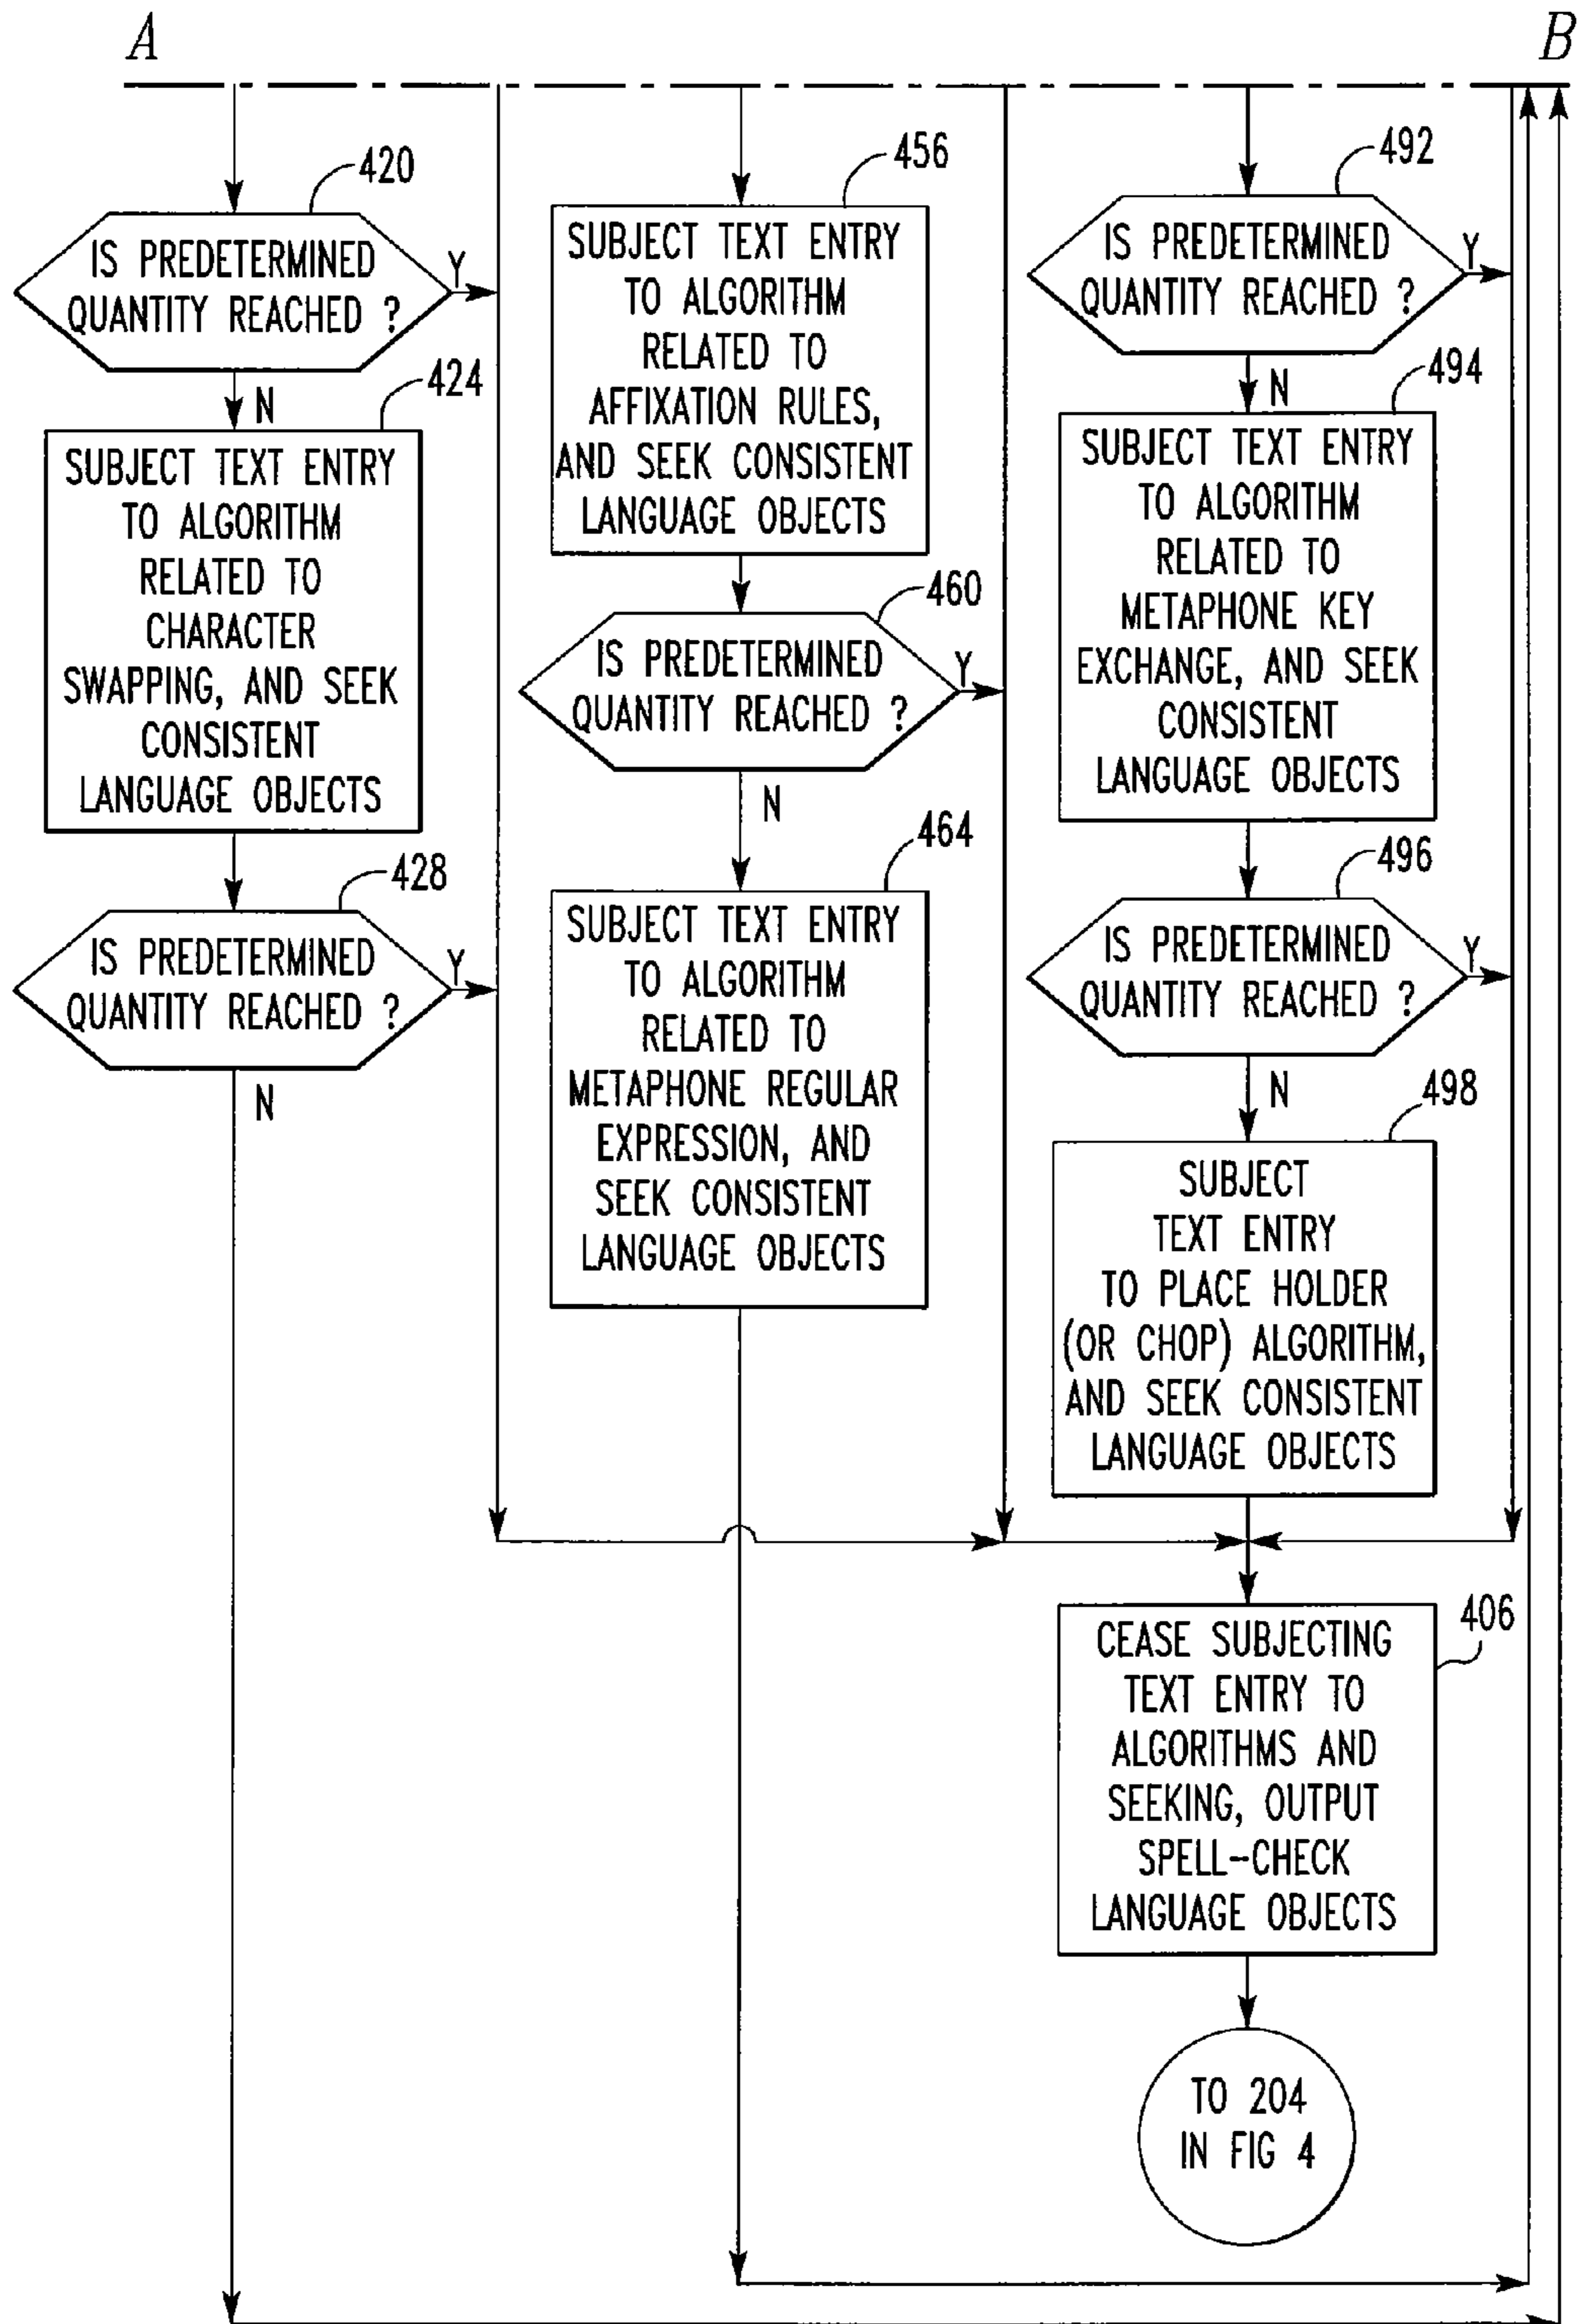 A
B
420
IS PREDETERMINED
QUANTITY REACHED ?
Y
N
424
SUBJECT TEXT ENTRY
TO ALGORITHM
RELATED TO
CHARACTER
SWAPPING, AND SEEK
CONSISTENT
LANGUAGE OBJECTS
428
IS PREDETERMINED
QUANTITY REACHED ?
Y
N
456
SUBJECT TEXT ENTRY
TO ALGORITHM
RELATED TO
AFFIXATION RULES,
AND SEEK CONSISTENT
LANGUAGE OBJECTS
460
IS PREDETERMINED
QUANTITY REACHED ?
Y
N
464
SUBJECT TEXT ENTRY
TO ALGORITHM
RELATED TO
METAPHONE REGULAR
EXPRESSION, AND
SEEK CONSISTENT
LANGUAGE OBJECTS
492
IS PREDETERMINED
QUANTITY REACHED ?
Y
N
494
SUBJECT TEXT ENTRY
TO ALGORITHM
RELATED TO
METAPHONE KEY
EXCHANGE, AND SEEK
CONSISTENT
LANGUAGE OBJECTS
496
IS PREDETERMINED
QUANTITY REACHED ?
Y
N
498
SUBJECT
TEXT ENTRY
TO PLACE HOLDER
(OR CHOP) ALGORITHM,
AND SEEK CONSISTENT
LANGUAGE OBJECTS
406
CEASE SUBJECTING
TEXT ENTRY TO
ALGORITHMS AND
SEEKING, OUTPUT
SPELL-CHECK
LANGUAGE OBJECTS
TO 204
IN FIG 4